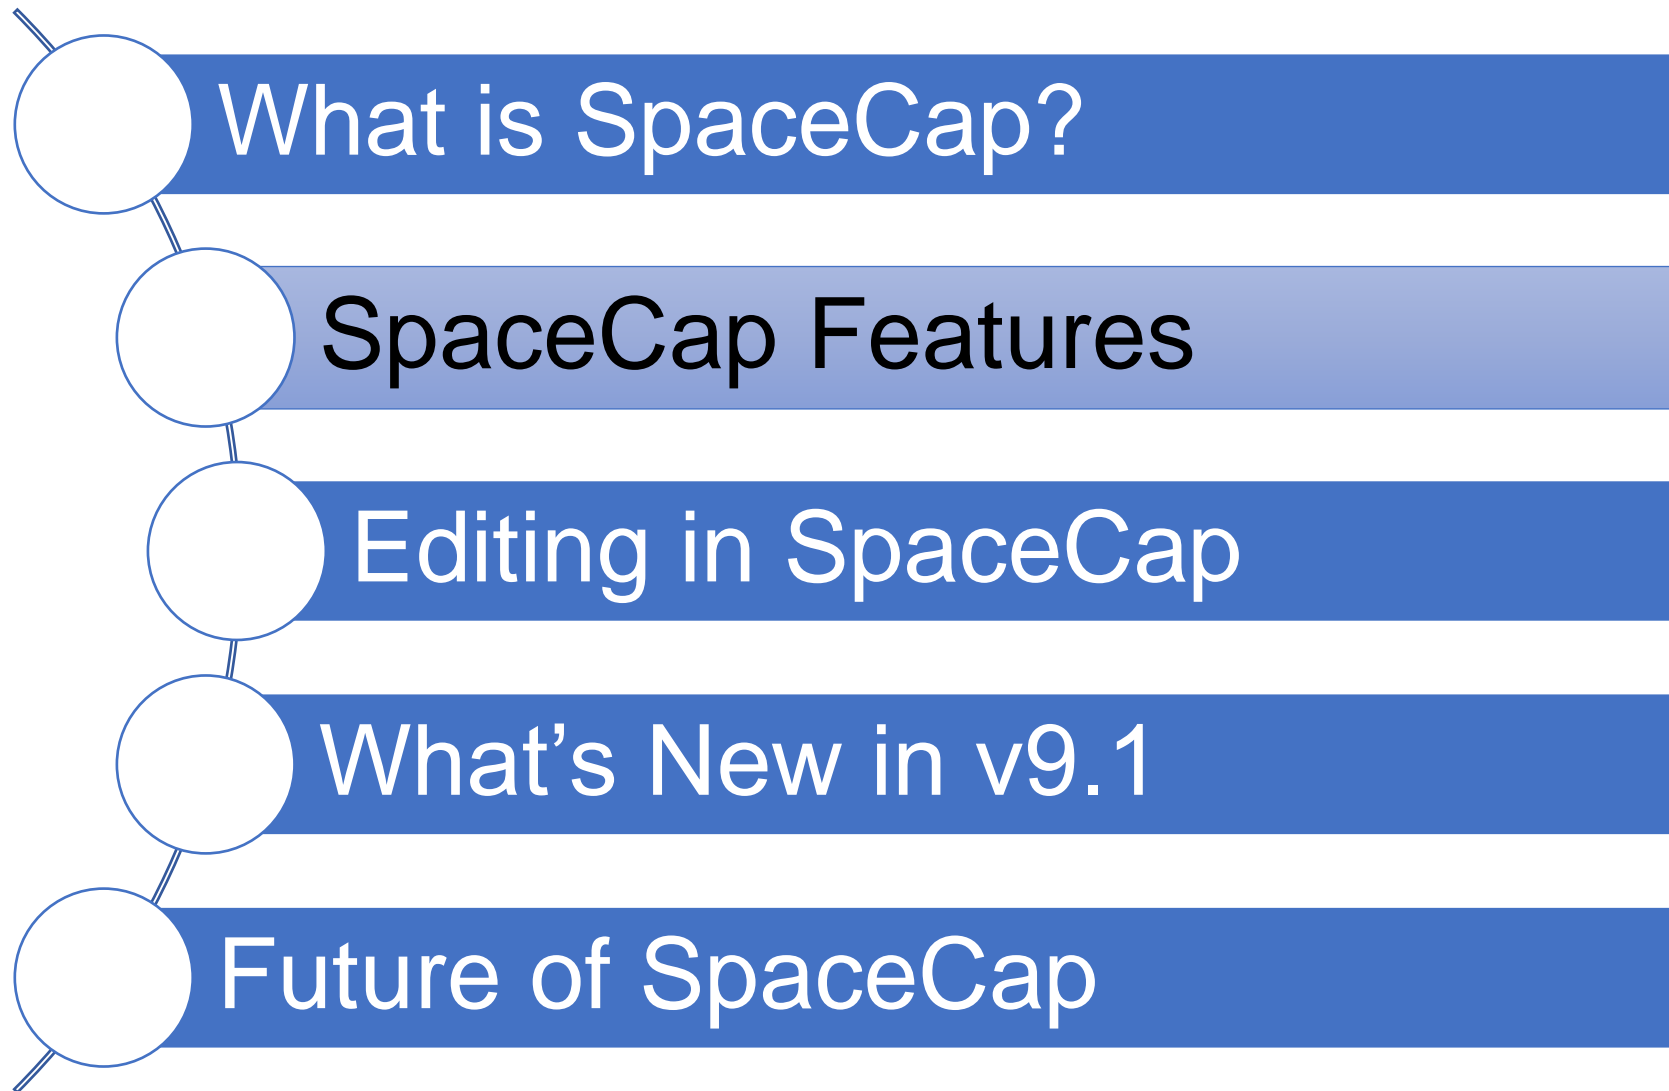 What is SpaceCap?
SpaceCap Features
Editing in SpaceCap
What’s New in v9.1
Future of SpaceCap